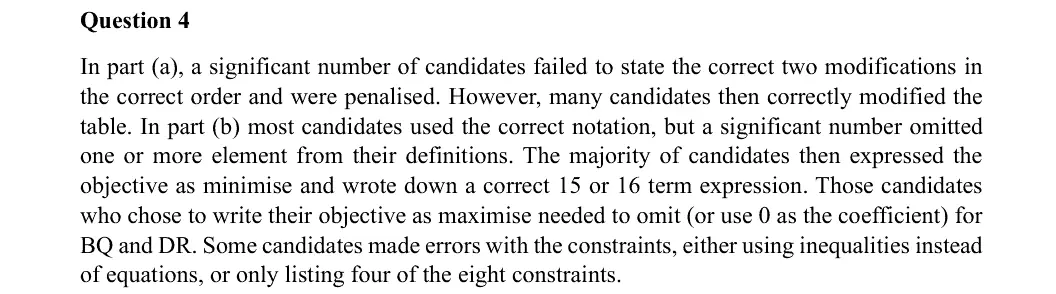 Question 4
In part (a), a significant number of candidates failed to state the correct two modifications in
the correct order and were penalised. However, many candidates then correctly modified the
table. In part (b) most candidates used the correct notation, but a significant number omitted
one or more element from their definitions. The majority of candidates then expressed the
objective as minimise and wrote down a correct 15 or 16 term expression. Those candidates
who chose to write their objective as maximise needed to omit (or use 0 as the coefficient) for
BQ and DR. Some candidates made errors with the constraints, either using inequalities instead
of equations, or only listing four of the eight constraints.